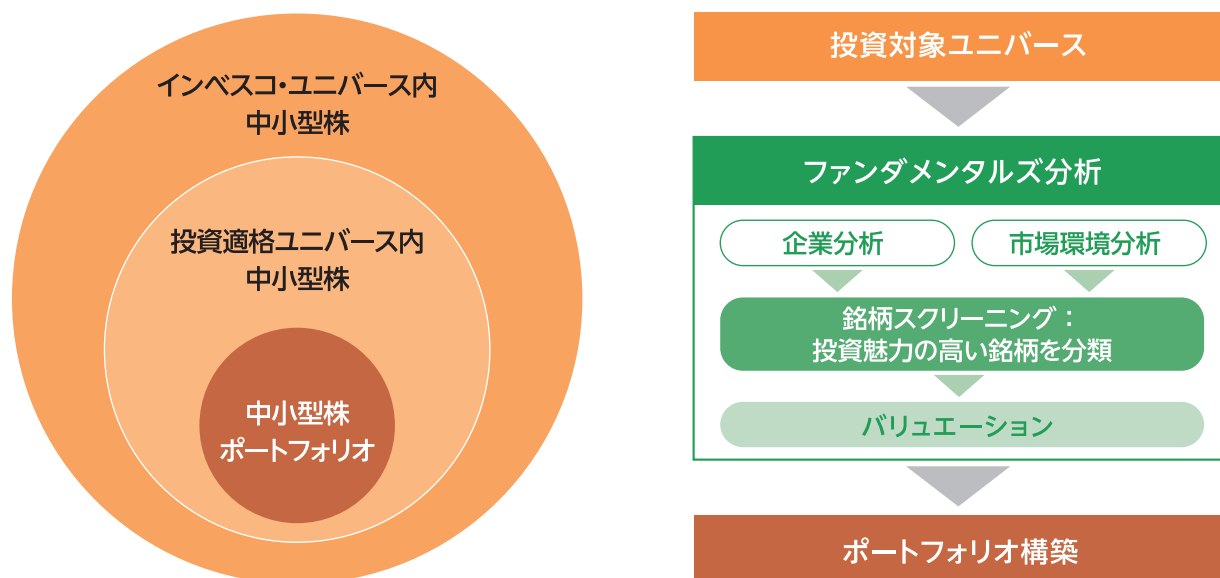 インベスコ・ユニバース内
中小型株
投資適格ユニバース内
中小型株
中小型株
ポートフォリオ
投資対象ユニバース
ファンダメンタルズ分析
企業分析
市場環境分析
銘柄スクリーニング：
投資魅力の高い銘柄を分類
バリュエーション
ポートフォリオ構築